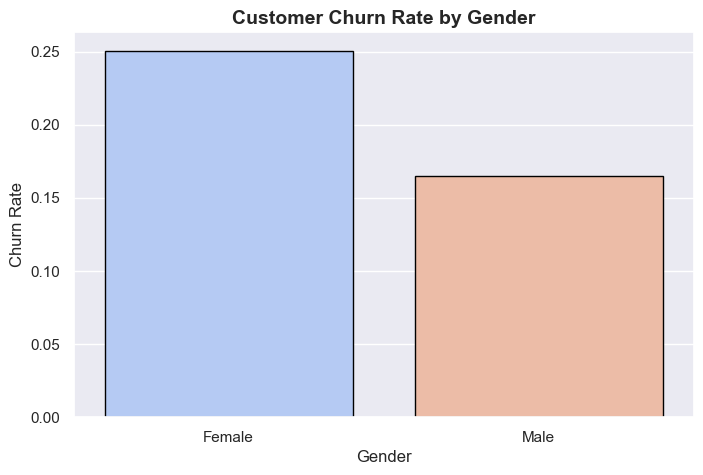 Customer Churn Rate by Gender
0.25
0.20
0.15
0.10
0.05
0.00
Churn Rate
Female
Male
Gender